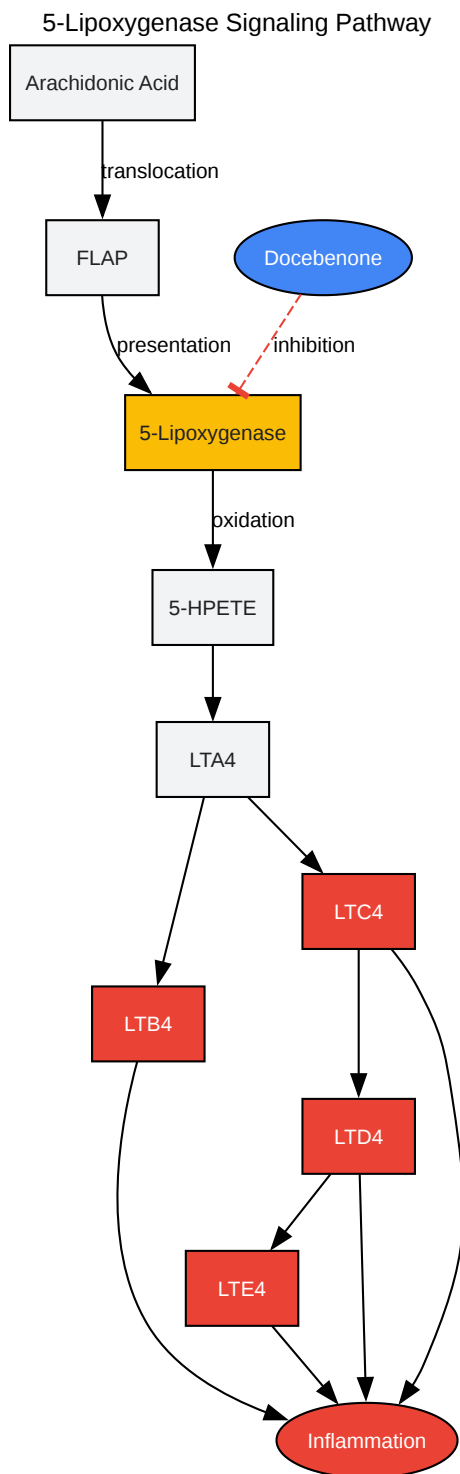 5-Lipoxygenase Signaling Pathway
Arachidonic Acid
translocation
FLAP
Docebenone
presentation
inhibition
5-Lipoxygenase
oxidation
5-HPETE
LTA4
LTC4
LTB4
LTD4
LTE4
Inflammation